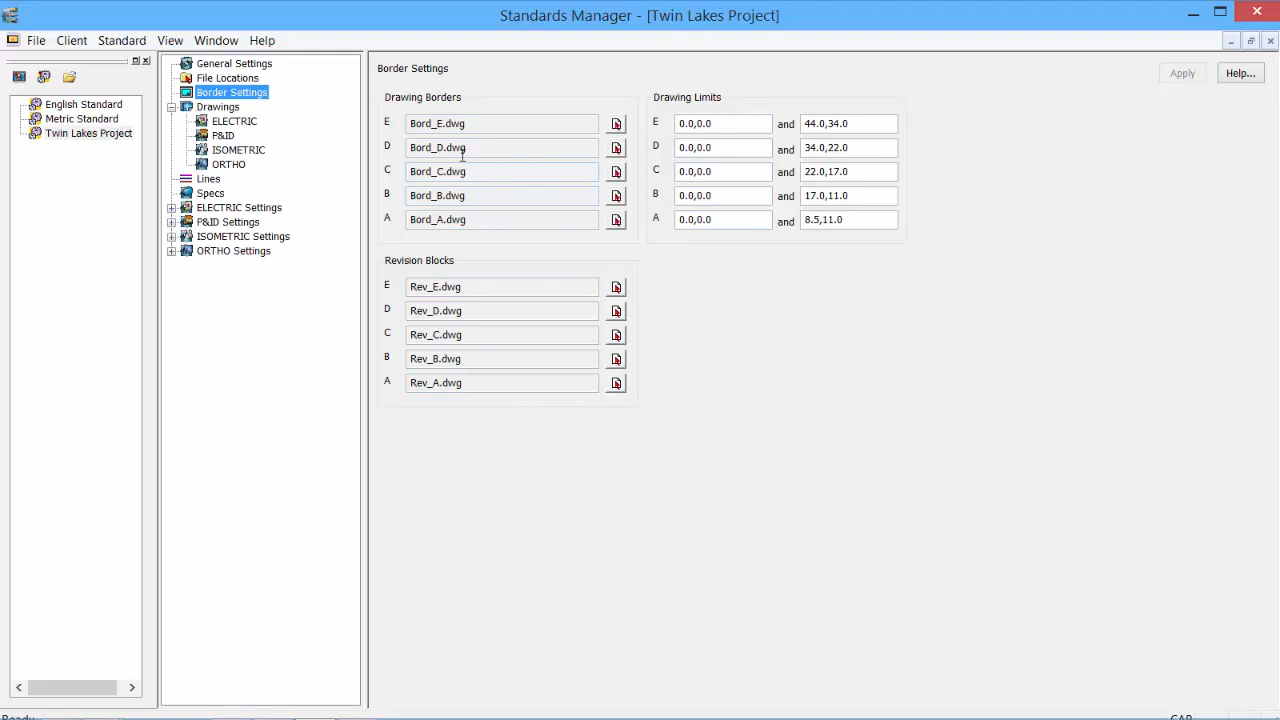 Standards Manager - [Twin Lakes Project]
File Client Standard View Window Help
English Standard
Metric Standard
Twin Lakes Project
General Settings
File Locations
Border Settings
Drawings
ELECTRIC
P&ID
ISOMETRIC
ORTHO
Lines
Specs
ELECTRIC Settings
P&ID Settings
ISOMETRIC Settings
ORTHO Settings
Border Settings
Apply Help...
Drawing Borders
E Bord_E.dwg
D Bord_D.dwg
C Bord_C.dwg
B Bord_B.dwg
A Bord_A.dwg
Drawing Limits
E 0.0,0.0 and 44.0,34.0
D 0.0,0.0 and 34.0,22.0
C 0.0,0.0 and 22.0,17.0
B 0.0,0.0 and 17.0,11.0
A 0.0,0.0 and 8.5,11.0
Revision Blocks
E Rev_E.dwg
D Rev_D.dwg
C Rev_C.dwg
B Rev_B.dwg
A Rev_A.dwg
Ready CAP